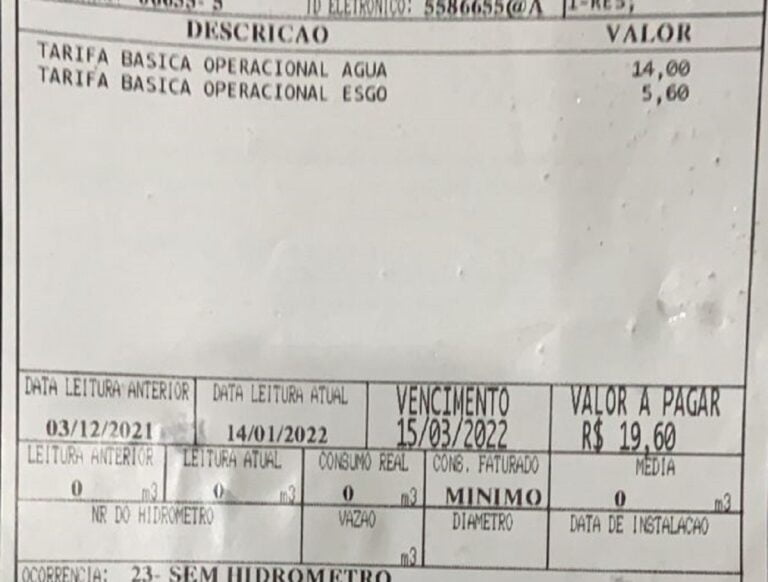 ID ELETRONICO: 5586655@A
DESCRICAO VALOR
TARIFA BASICA OPERACIONAL AGUA 14,00
TARIFA BASICA OPERACIONAL ESGO 5,60
DATA LEITURA ANTERIOR DATA LEITURA ATUAL VENCIMENTO VALOR A PAGAR
03/12/2021 14/01/2022 15/03/2022 R$ 19,60
LEITURA ANTERIOR LEITURA ATUAL CONSUMO REAL CONS. FATURADO MEDIA
0 m3 0 m3 0 m3 MINIMO 0 m3
NR DO HIDROMETRO VAZAO DIAMETRO DATA DE INSTALACAO
m3
OCORRENCIA: 23- SEM HIDROMETRO